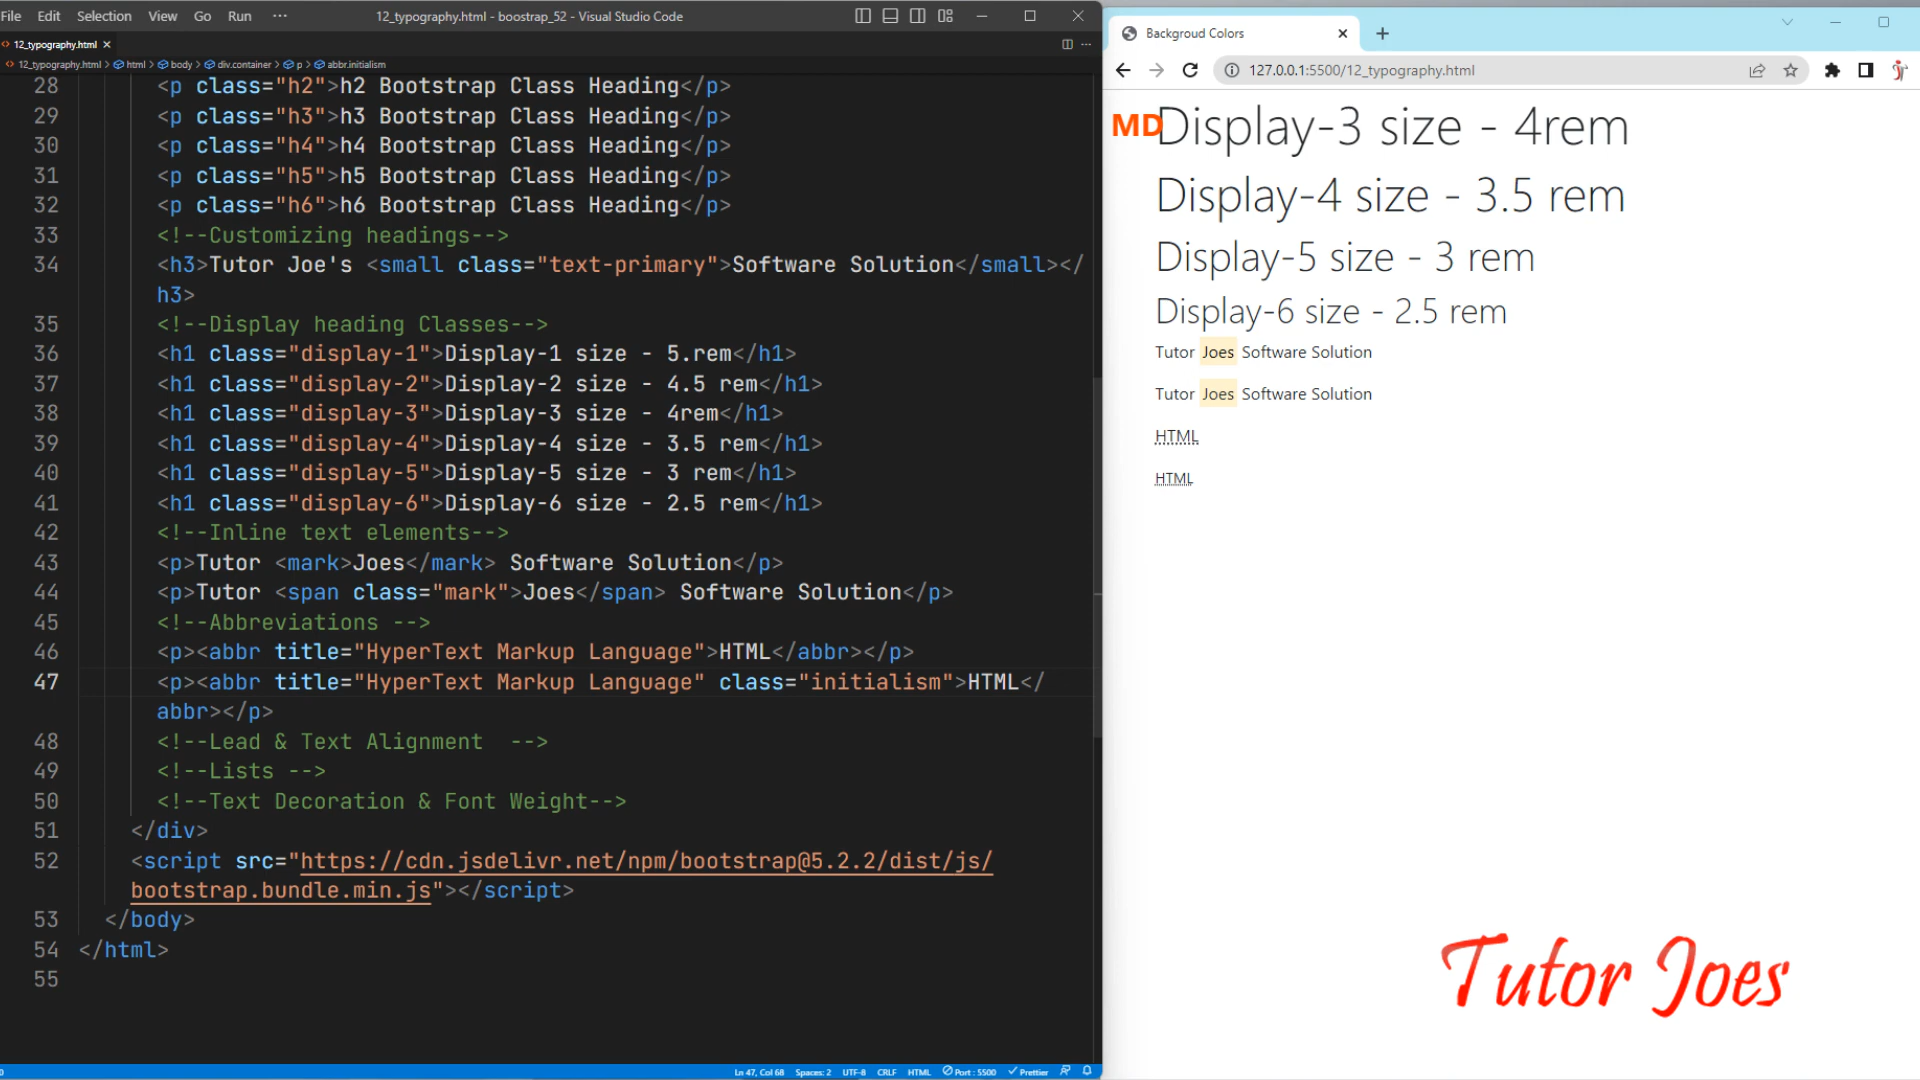 File Edit Selection View Go Run ··· 12_typography.html - boostrap_52 - Visual Studio Code
12_typography.html
12_typography.html > html > body > div.container > p > abbr.initialism
28 <p class="h2">h2 Bootstrap Class Heading</p>
29 <p class="h3">h3 Bootstrap Class Heading</p>
30 <p class="h4">h4 Bootstrap Class Heading</p>
31 <p class="h5">h5 Bootstrap Class Heading</p>
32 <p class="h6">h6 Bootstrap Class Heading</p>
33 <!--Customizing headings-->
34 <h3>Tutor Joe's <small class="text-primary">Software Solution</small></
h3>
35 <!--Display heading Classes-->
36 <h1 class="display-1">Display-1 size - 5.rem</h1>
37 <h1 class="display-2">Display-2 size - 4.5 rem</h1>
38 <h1 class="display-3">Display-3 size - 4rem</h1>
39 <h1 class="display-4">Display-4 size - 3.5 rem</h1>
40 <h1 class="display-5">Display-5 size - 3 rem</h1>
41 <h1 class="display-6">Display-6 size - 2.5 rem</h1>
42 <!--Inline text elements-->
43 <p>Tutor <mark>Joes</mark> Software Solution</p>
44 <p>Tutor <span class="mark">Joes</span> Software Solution</p>
45 <!--Abbreviations -->
46 <p><abbr title="HyperText Markup Language">HTML</abbr></p>
47 <p><abbr title="HyperText Markup Language" class="initialism">HTML</
abbr></p>
48 <!--Lead & Text Alignment  -->
49 <!--Lists -->
50 <!--Text Decoration & Font Weight-->
51 </div>
52 <script src="https://cdn.jsdelivr.net/npm/bootstrap@5.2.2/dist/js/
bootstrap.bundle.min.js"></script>
53 </body>
54 </html>
55
Ln 47, Col 68 Spaces: 2 UTF-8 CRLF HTML Port : 5500 Prettier
Backgroud Colors
127.0.0.1:5500/12_typography.html
MD
Display-3 size - 4rem
Display-4 size - 3.5 rem
Display-5 size - 3 rem
Display-6 size - 2.5 rem
Tutor Joes Software Solution
Tutor Joes Software Solution
HTML
HTML
Tutor Joes